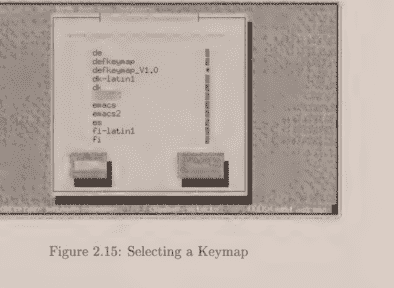 de
defkeymap
defkeymap_V1.0
dk-latin1
dk
emacs
emacs2
es
fi-latin1
fi
Figure 2.15: Selecting a Keymap